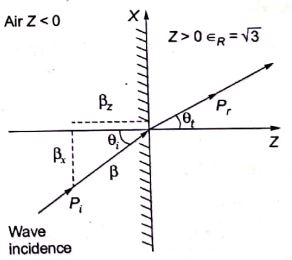 X
Air Z < 0
Z > 0 ∈R = √3
βz
Pr
θt
θi
Z
βx
β
Pi
Wave
incidence